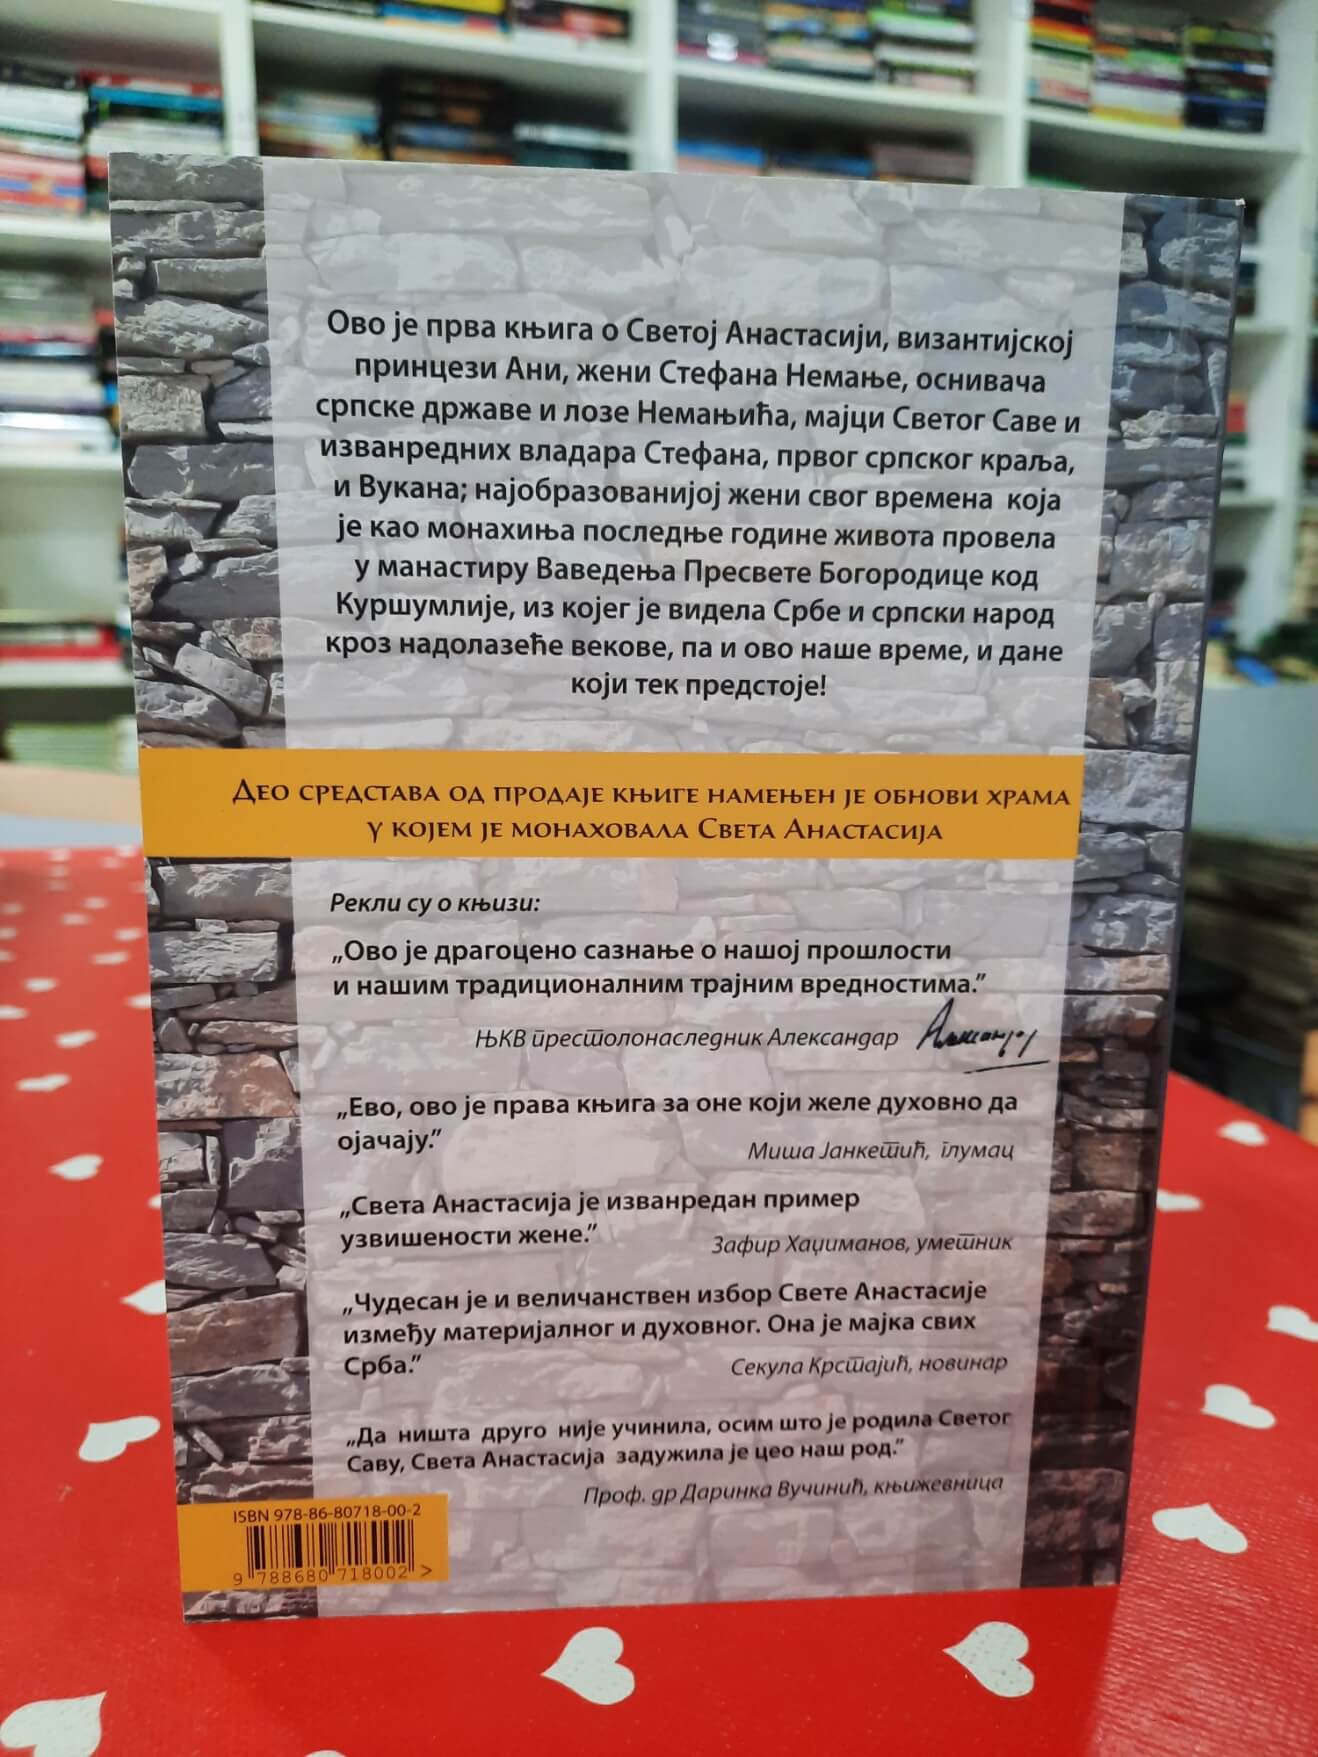 Ово је прва књига о Светој Анастасији, византијској
принцези Ани, жени Стефана Немање, оснивача
српске државе и лозе Немањића, мајци Светог Саве и
изванредних владара Стефана, првог српског краља,
и Вукана; најобразованијој жени свог времена која
је као монахиња последње године живота провела
у манастиру Ваведења Пресвете Богородице код
Куршумлије, из којег је видела Србе и српски народ
кроз надолазеће векове, па и ово наше време, и дане
који тек предстоје!
Део средстава од продаје књиге намењен је обнови храма
у којем је монаховала Света Анастасија
Рекли су о књизи:
„Ово је драгоцено сазнање о нашој прошлости
и нашим традиционалним трајним вредностима.”
ЊКВ престолонаследник Александар
„Ево, ово је права књига за оне који желе духовно да
ојачају.”
Миша Јанкетић, глумац
„Света Анастасија је изванредан пример
узвишености жене.”
Зафир Хаџиманов, уметник
„Чудесан је и величанствен избор Свете Анастасије
између материјалног и духовног. Она је мајка свих
Срба.”
Секула Крстајић, новинар
„Да ништа друго није учинила, осим што је родила Светог
Саву, Света Анастасија задужила је цео наш род.”
Проф. др Даринка Вучинић, књижевница
ISBN 978-86-80718-00-2
9 788680 718002 >